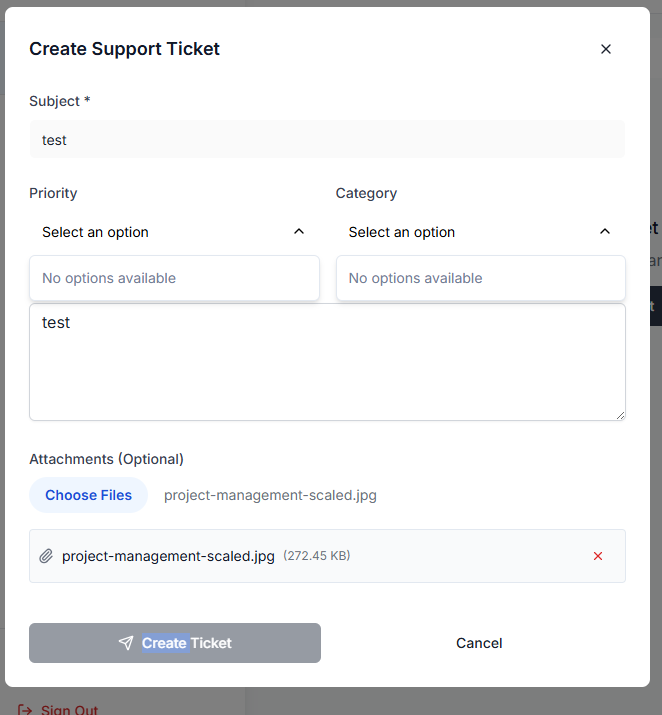 Create Support Ticket
Subject *
test
Priority
Category
Select an option
Select an option
No options available
No options available
test
Attachments (Optional)
Choose Files project-management-scaled.jpg
project-management-scaled.jpg (272.45 KB)
Create Ticket
Cancel
Sign Out